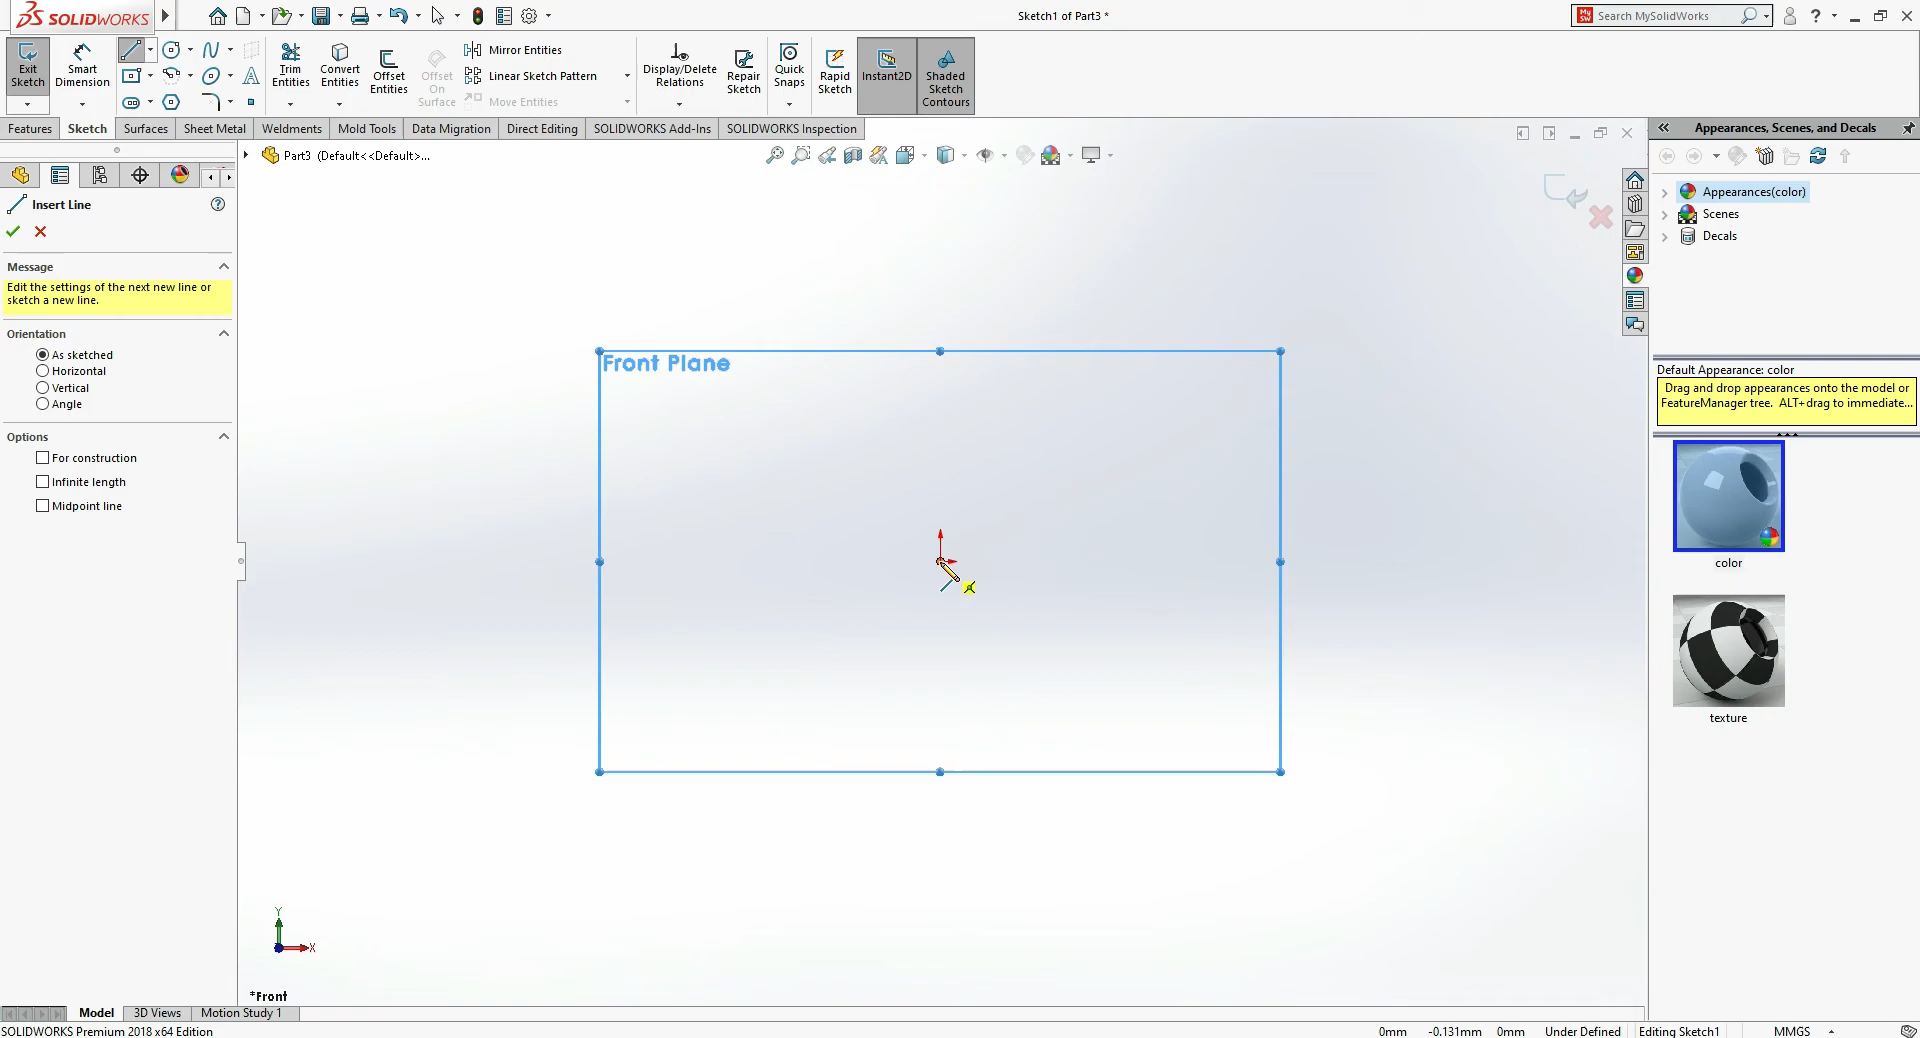 SOLIDWORKS
Sketch1 of Part3 *
Search MySolidWorks
Exit Sketch
Smart Dimension
Trim Entities
Convert Entities
Offset Entities
Offset On Surface
Mirror Entities
Linear Sketch Pattern
Move Entities
Display/Delete Relations
Repair Sketch
Quick Snaps
Rapid Sketch
Instant2D
Shaded Sketch Contours
Features
Sketch
Surfaces
Sheet Metal
Weldments
Mold Tools
Data Migration
Direct Editing
SOLIDWORKS Add-Ins
SOLIDWORKS Inspection
Part3 (Default<<Default>...
Insert Line
Message
Edit the settings of the next new line or
sketch a new line.
Orientation
As sketched
Horizontal
Vertical
Angle
Options
For construction
Infinite length
Midpoint line
Front Plane
Y
X
*Front
Appearances, Scenes, and Decals
Appearances(color)
Scenes
Decals
Default Appearance: color
Drag and drop appearances onto the model or
FeatureManager tree. ALT+drag to immediate...
color
texture
Model
3D Views
Motion Study 1
SOLIDWORKS Premium 2018 x64 Edition
0mm
-0.131mm
0mm
Under Defined
Editing Sketch1
MMGS